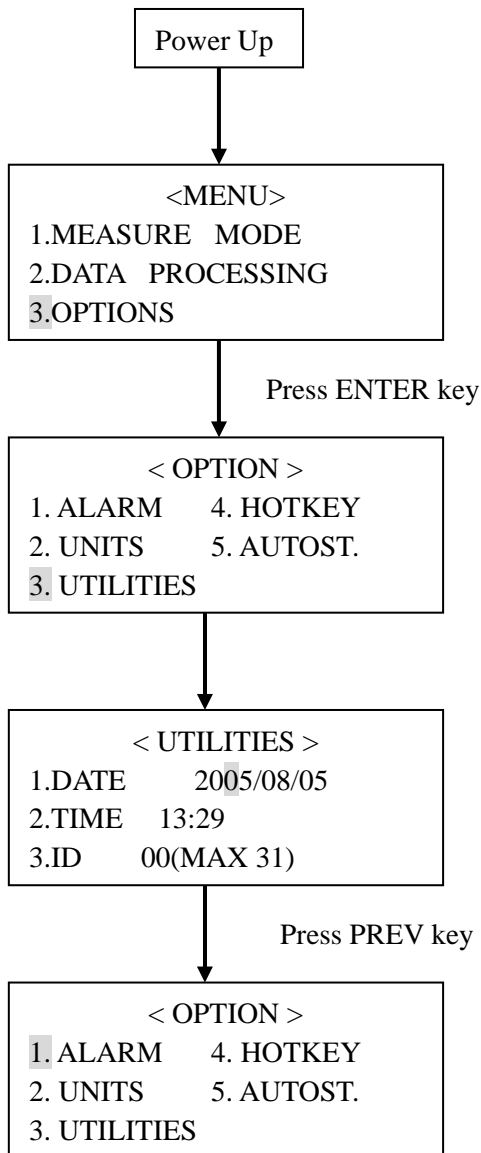 Power Up
<MENU>
1.MEASURE MODE
2.DATA PROCESSING
3.OPTIONS
Press ENTER key
< OPTION >
1. ALARM 4. HOTKEY
2. UNITS 5. AUTOST.
3. UTILITIES
< UTILITIES >
1.DATE 2005/08/05
2.TIME 13:29
3.ID 00(MAX 31)
Press PREV key
< OPTION >
1. ALARM 4. HOTKEY
2. UNITS 5. AUTOST.
3. UTILITIES